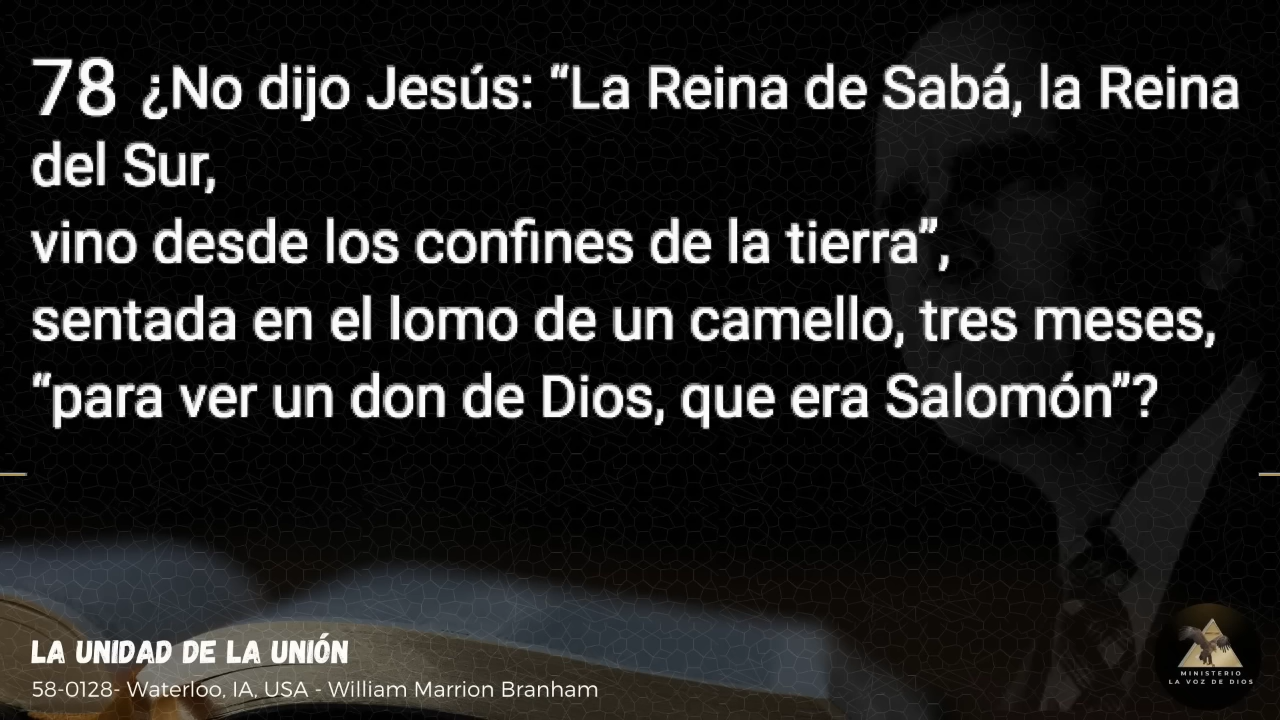 78 ¿No dijo Jesús: “La Reina de Sabá, la Reina
del Sur,
vino desde los confines de la tierra”,
sentada en el lomo de un camello, tres meses,
“para ver un don de Dios, que era Salomón”?
LA UNIDAD DE LA UNIÓN
58-0128- Waterloo, IA, USA - William Marrion Branham
MINISTERIO
LA VOZ DE DIOS